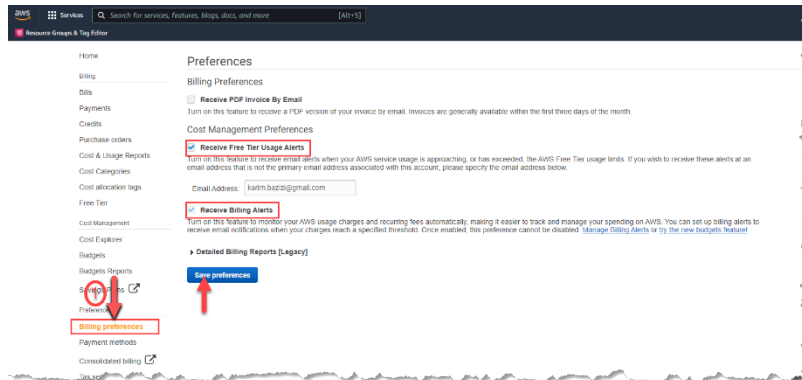 aws Services Search for services, features, blogs, docs, and more [Alt+S]
Resource Groups & Tag Editor
Home
Billing
Bills
Payments
Credits
Purchase orders
Cost & Usage Reports
Cost Categories
Cost allocation tags
Free Tier
Cost Management
Cost Explorer
Budgets
Budgets Reports
Savings Plans
1
Preferences
Billing preferences
Payment methods
Consolidated billing
Preferences
Billing Preferences
Receive PDF Invoice By Email
Turn on this feature to receive a PDF version of your invoice by email. Invoices are generally available within the first three days of the month.
Cost Management Preferences
Receive Free Tier Usage Alerts
Turn on this feature to receive email alerts when your AWS service usage is approaching, or has exceeded, the AWS Free Tier usage limits. If you wish to receive these alerts at an
email address that is not the primary email address associated with this account, please specify the email address below.
Email Address: karim.bazizi@gmail.com
Receive Billing Alerts
Turn on this feature to monitor your AWS usage charges and recurring fees automatically, making it easier to track and manage your spending on AWS. You can set up billing alerts to
receive email notifications when your charges reach a specified threshold. Once enabled, this preference cannot be disabled. Manage Billing Alerts or try the new budgets feature!
Detailed Billing Reports [Legacy]
Save preferences